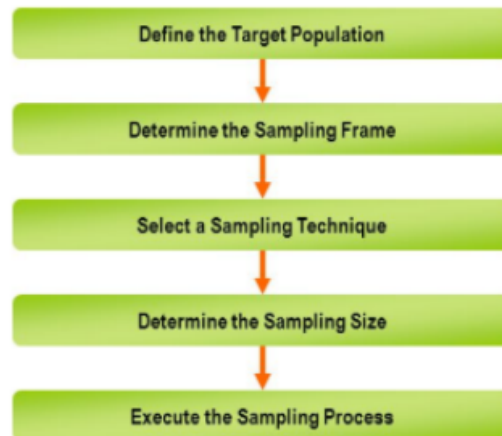 Define the Target Population
Determine the Sampling Frame
Select a Sampling Technique
Determine the Sampling Size
Execute the Sampling Process